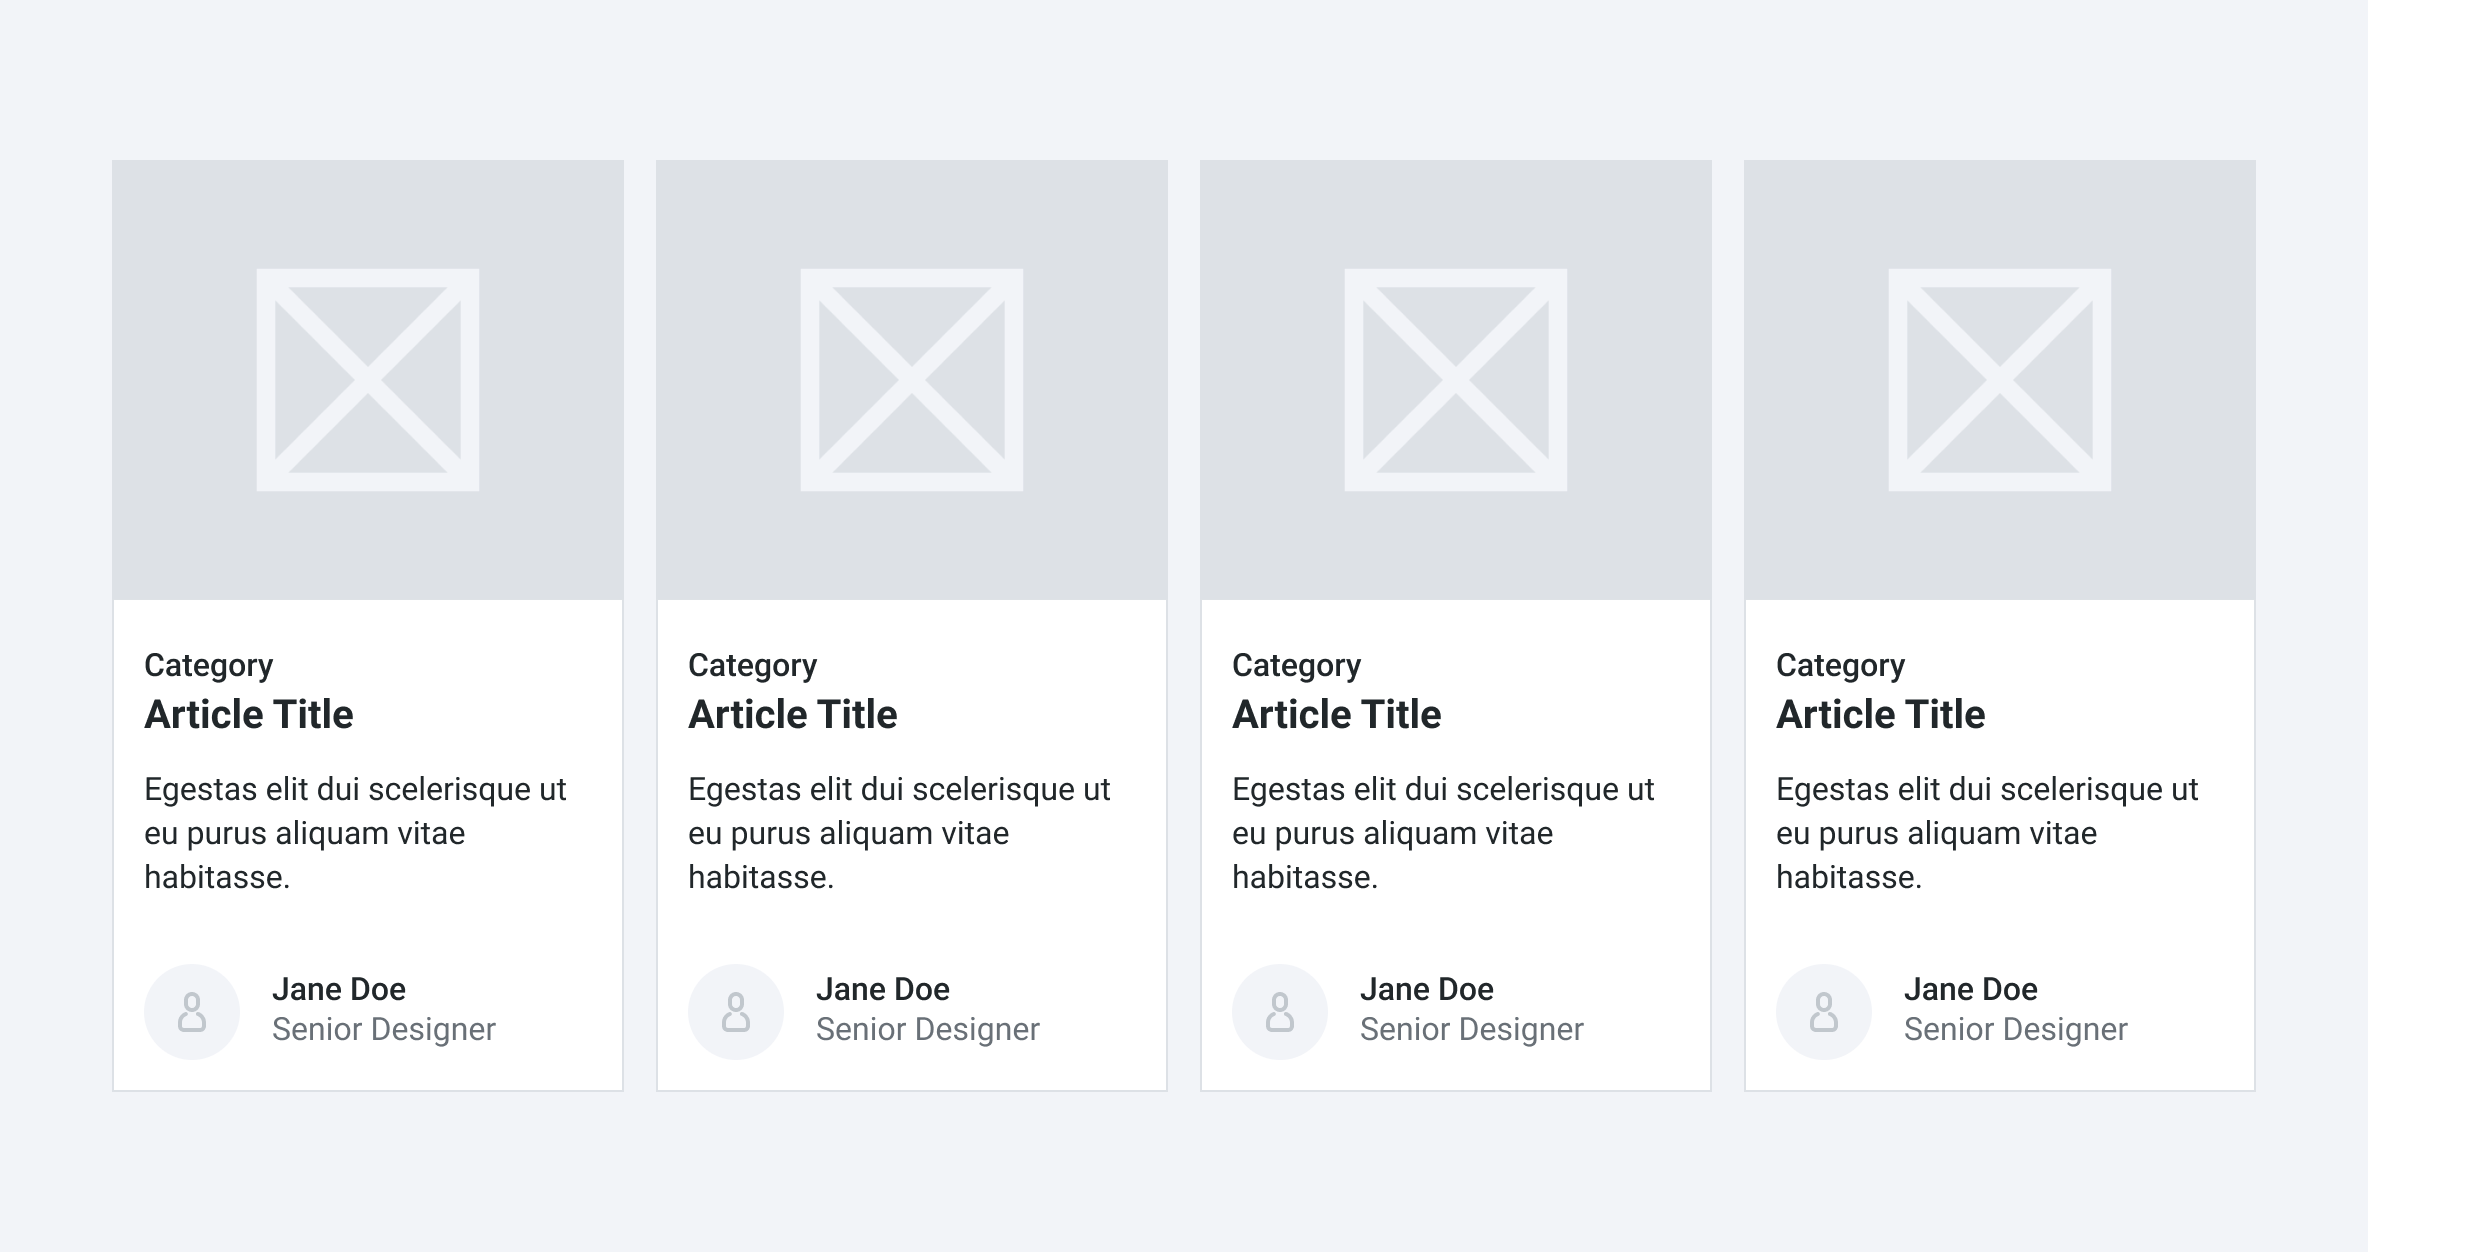 Category
Article Title
Egestas elit dui scelerisque ut
eu purus aliquam vitae
habitasse.
Jane Doe
Senior Designer
Category
Article Title
Egestas elit dui scelerisque ut
eu purus aliquam vitae
habitasse.
Jane Doe
Senior Designer
Category
Article Title
Egestas elit dui scelerisque ut
eu purus aliquam vitae
habitasse.
Jane Doe
Senior Designer
Category
Article Title
Egestas elit dui scelerisque ut
eu purus aliquam vitae
habitasse.
Jane Doe
Senior Designer